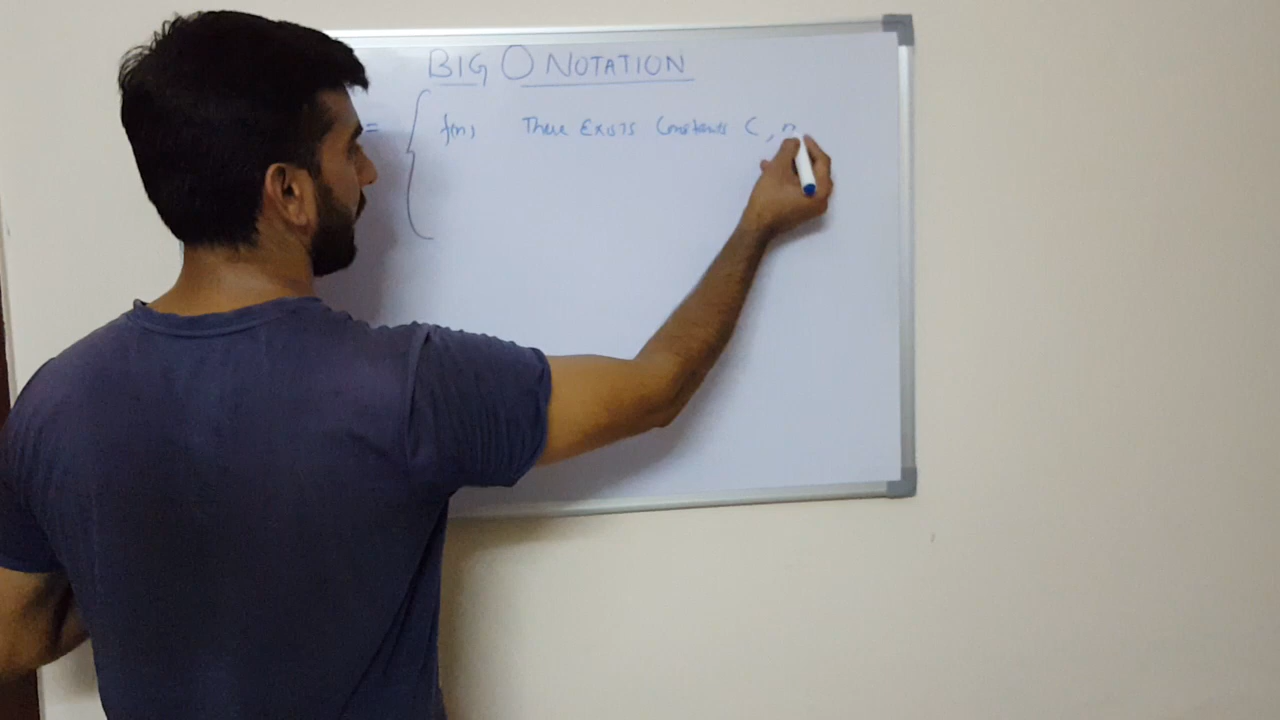 BIG O NOTATION
= { f(n), There Exists Constants C, n